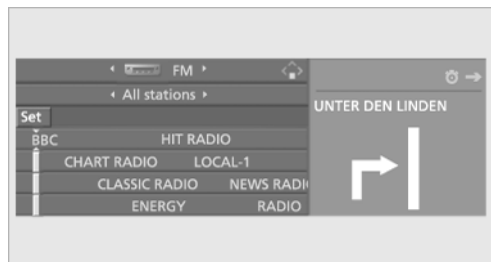 FM
All stations
UNTER DEN LINDEN
Set
BBC HIT RADIO
CHART RADIO LOCAL-1
CLASSIC RADIO NEWS RADI
ENERGY RADIO